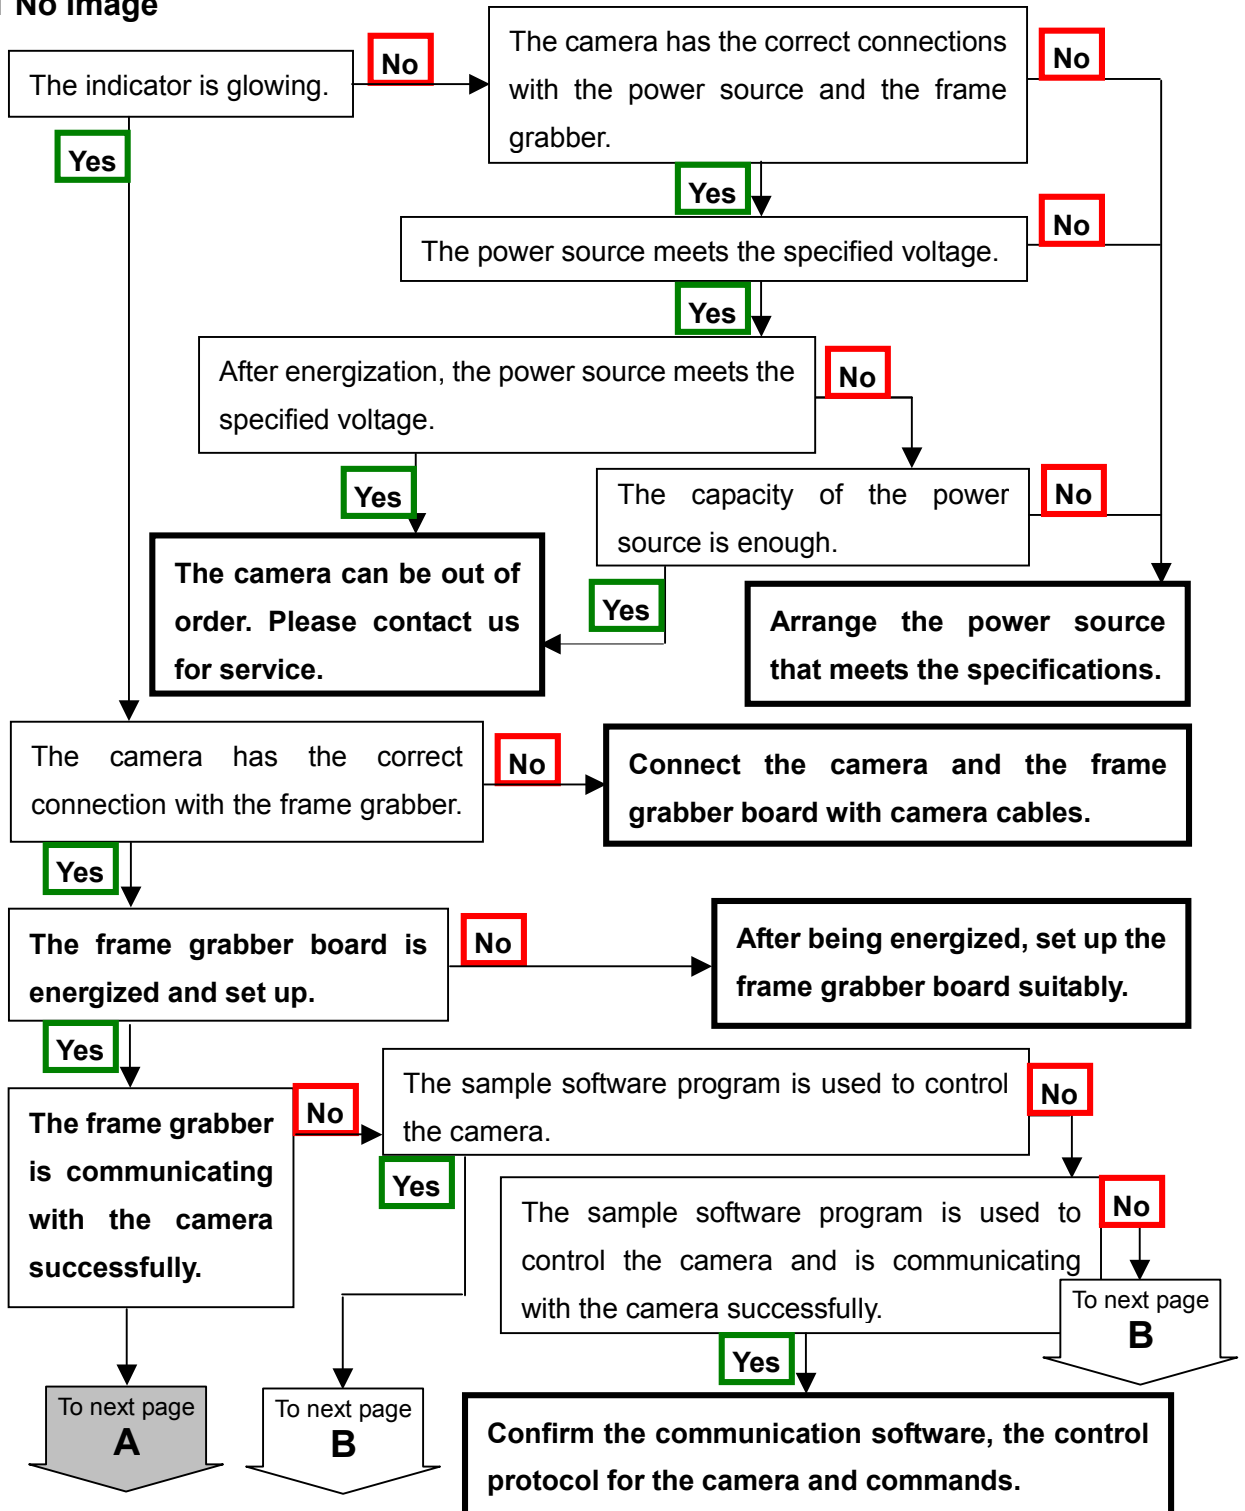 No Image
The indicator is glowing.
No
The camera has the correct connections
with the power source and the frame
grabber.
No
Yes
Yes
The power source meets the specified voltage.
No
Yes
After energization, the power source meets the
specified voltage.
No
Yes
The capacity of the power
source is enough.
No
Yes
The camera can be out of
order. Please contact us
for service.
Arrange the power source
that meets the specifications.
The camera has the correct
connection with the frame grabber.
No
Connect the camera and the frame
grabber board with camera cables.
Yes
The frame grabber board is
energized and set up.
No
After being energized, set up the
frame grabber board suitably.
Yes
The frame grabber
is communicating
with the camera
successfully.
No
The sample software program is used to control
the camera.
No
Yes
The sample software program is used to
control the camera and is communicating
with the camera successfully.
No
To next page
B
Yes
To next page
A
To next page
B
Confirm the communication software, the control
protocol for the camera and commands.